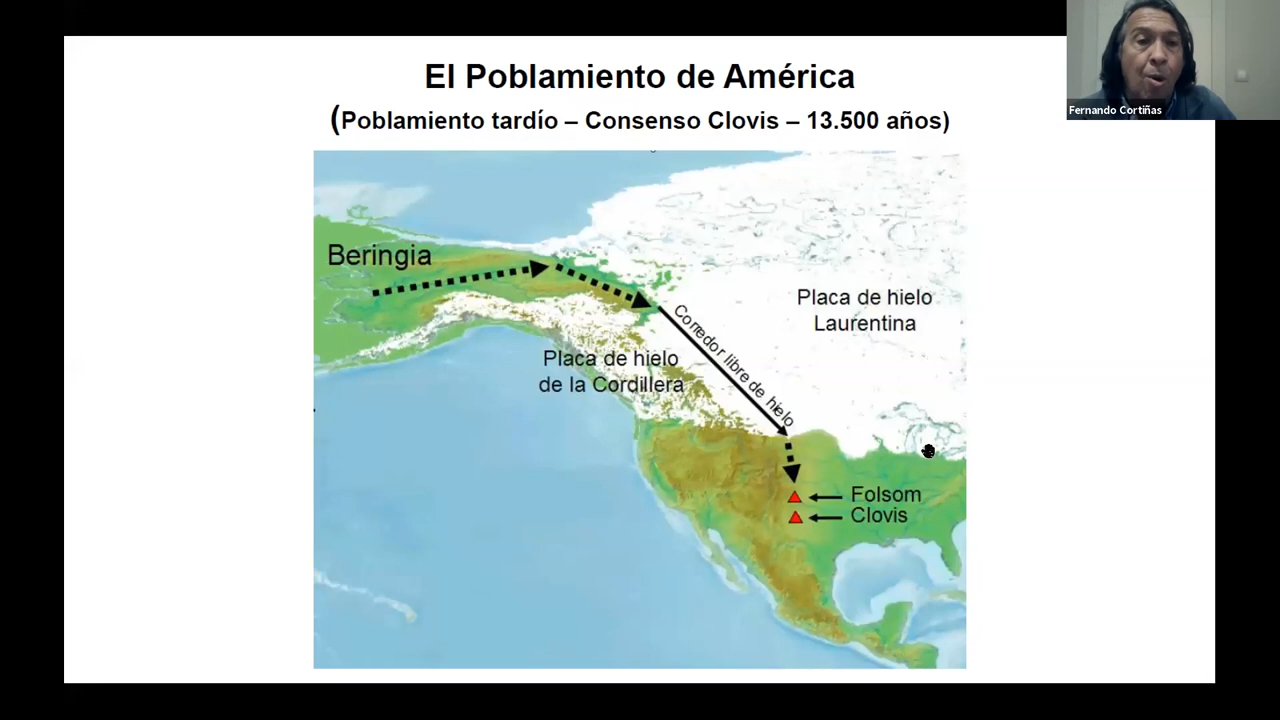 El Poblamiento de América
(Poblamiento tardío – Consenso Clovis – 13.500 años)
Fernando Cortiñas
Beringia
Corredor libre de hielo
Placa de hielo
Laurentina
Placa de hielo
de la Cordillera
Folsom
Clovis